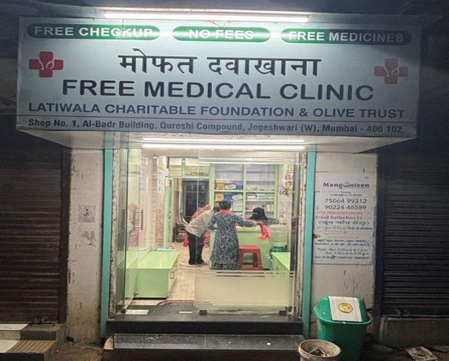 FREE CHECKUP NO FEES FREE MEDICINES
मोफत दवाखाना
FREE MEDICAL CLINIC
LATIWALA CHARITABLE FOUNDATION & OLIVE TRUST
Shop No. 1, Al-Badr Building, Qureshi Compound, Jogeshwari (W), Mumbai - 400 102.
Mangosteen
75064 99312
90224 48589